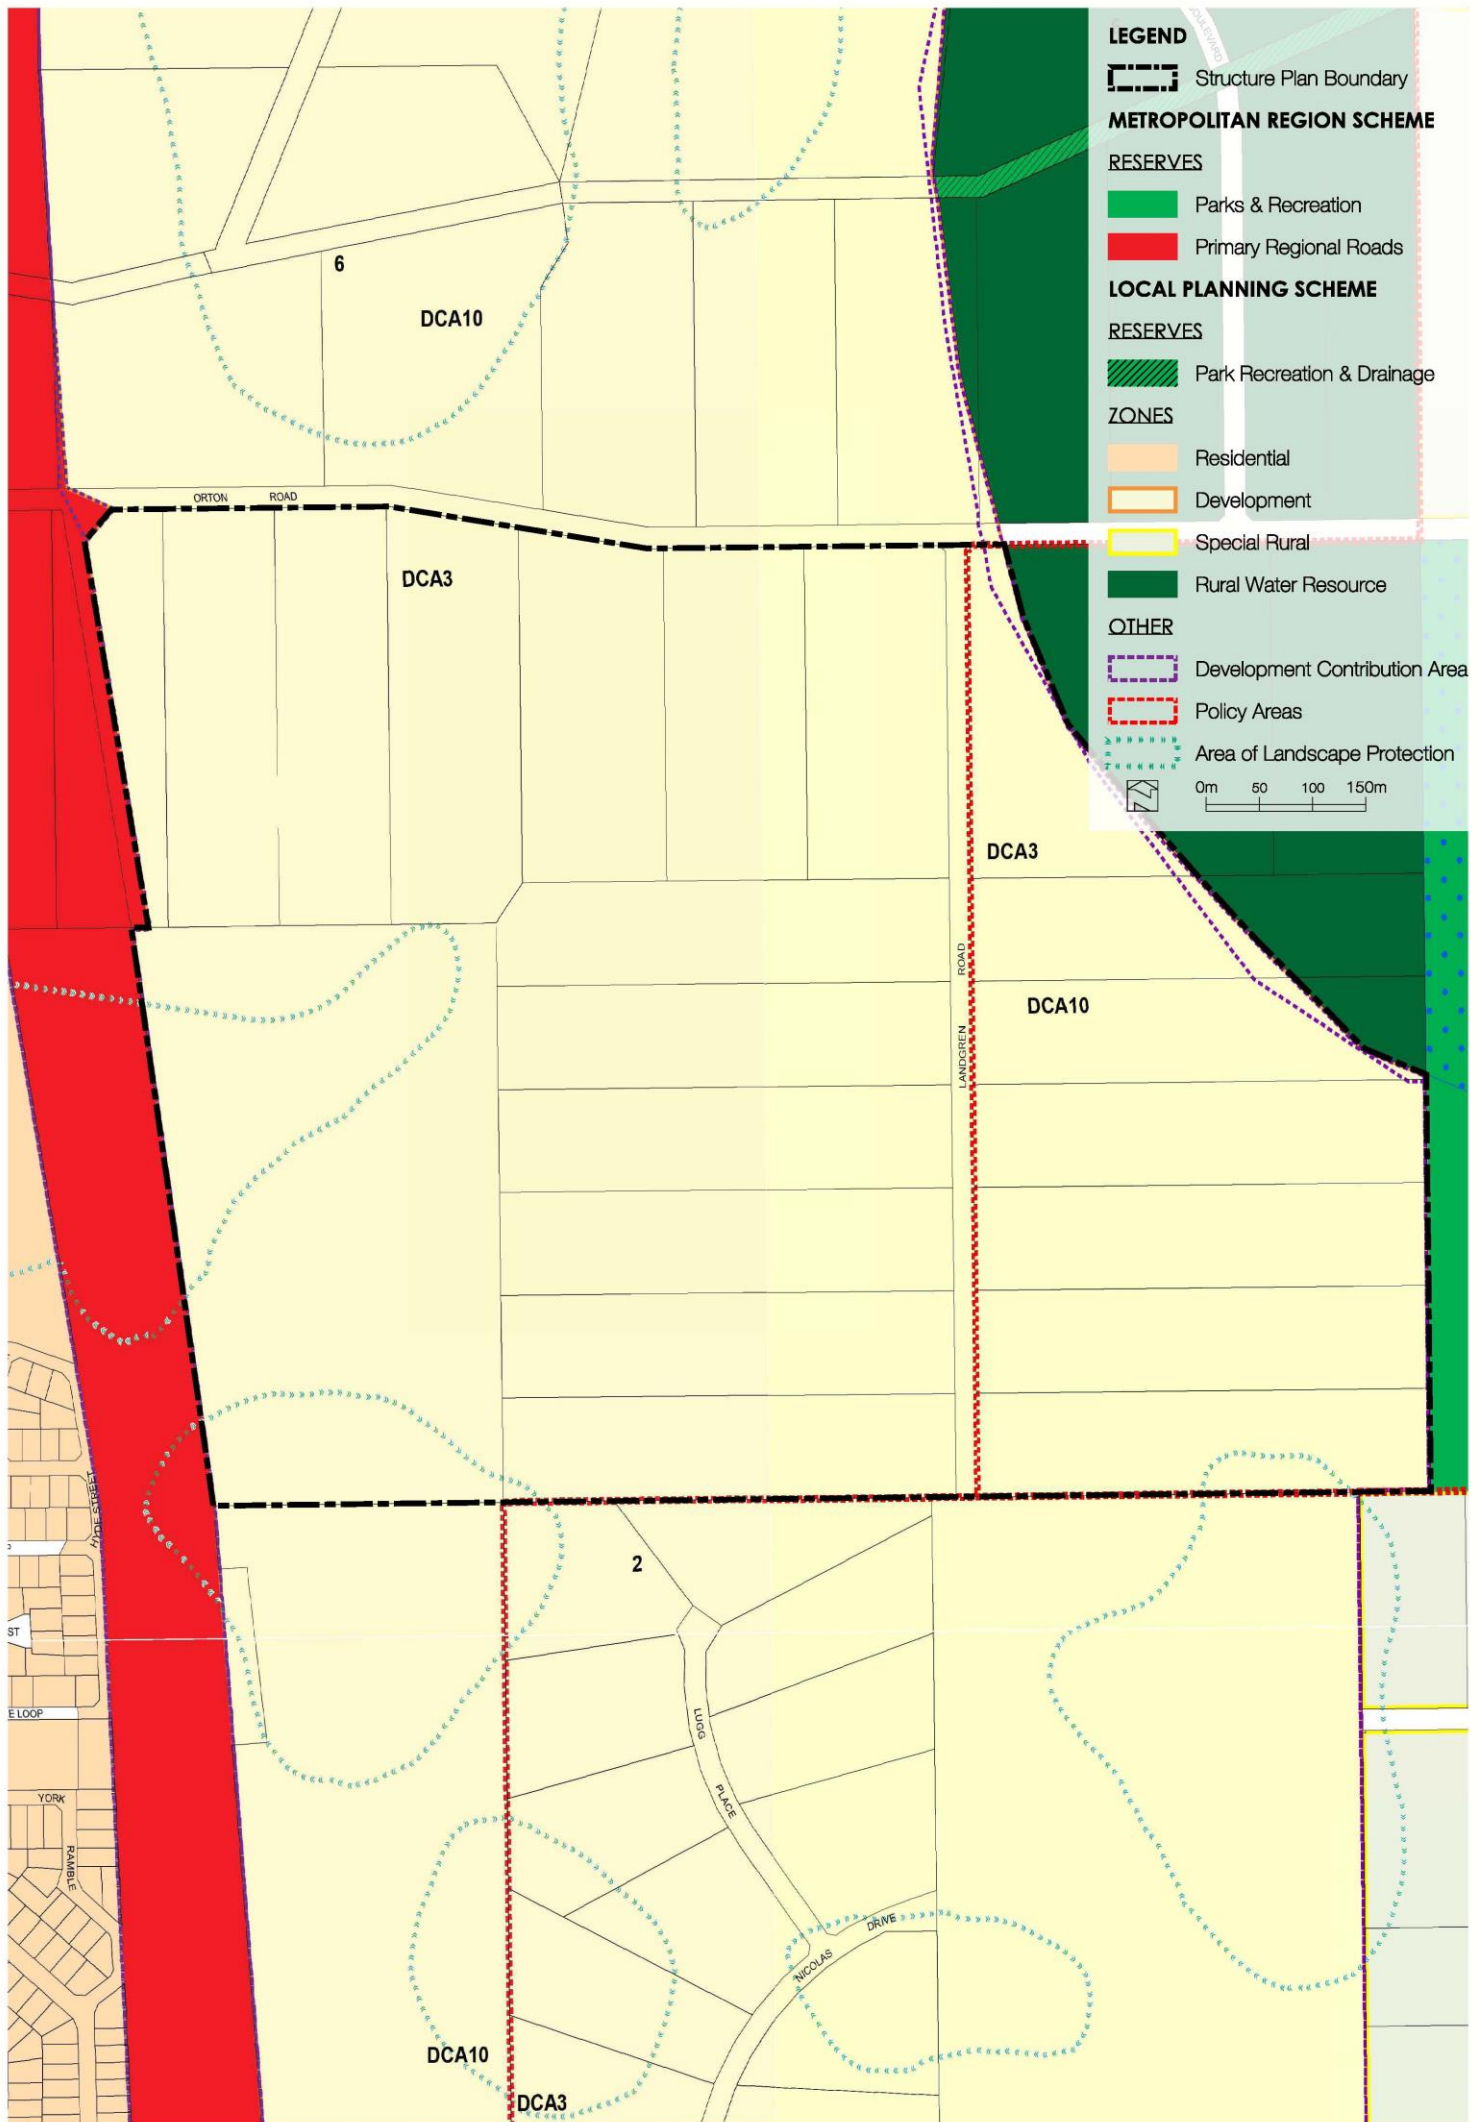 BOULEVARD
LEGEND
Structure Plan Boundary
METROPOLITAN REGION SCHEME
RESERVES
Parks & Recreation
Primary Regional Roads
LOCAL PLANNING SCHEME
RESERVES
Park Recreation & Drainage
ZONES
Residential
Development
Special Rural
Rural Water Resource
OTHER
Development Contribution Area
Policy Areas
Area of Landscape Protection
0m 50 100 150m
6
DCA10
ORTON ROAD
DCA3
DCA3
LANDGREN ROAD
DCA10
HYDE STREET
2
ST
E LOOP
LUGG PLACE
YORK
RAMBLE
NICOLAS DRIVE
DCA10
DCA3